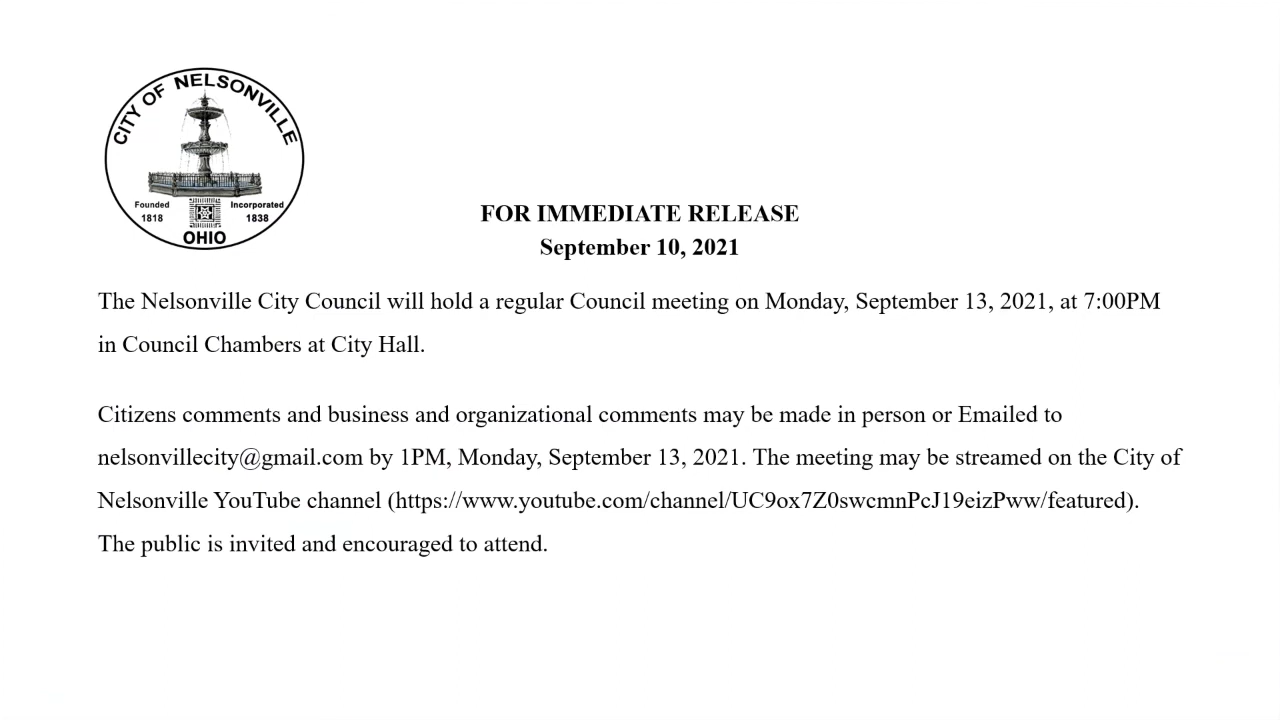 CITY OF NELSONVILLE
Founded
1818
Incorporated
1838
OHIO
FOR IMMEDIATE RELEASE
September 10, 2021
The Nelsonville City Council will hold a regular Council meeting on Monday, September 13, 2021, at 7:00PM
in Council Chambers at City Hall.
Citizens comments and business and organizational comments may be made in person or Emailed to
nelsonvillecity@gmail.com by 1PM, Monday, September 13, 2021. The meeting may be streamed on the City of
Nelsonville YouTube channel (https://www.youtube.com/channel/UC9ox7Z0swcmnPcJ19eizPww/featured).
The public is invited and encouraged to attend.